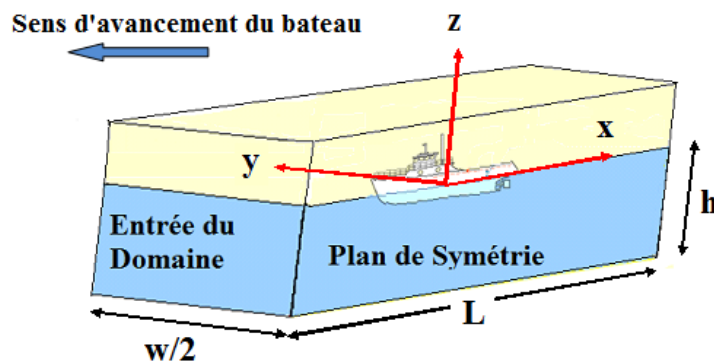 Sens d'avancement du bateau
z
x
y
h
Entrée du
Domaine
Plan de Symétrie
L
w/2